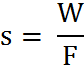 s = W/F